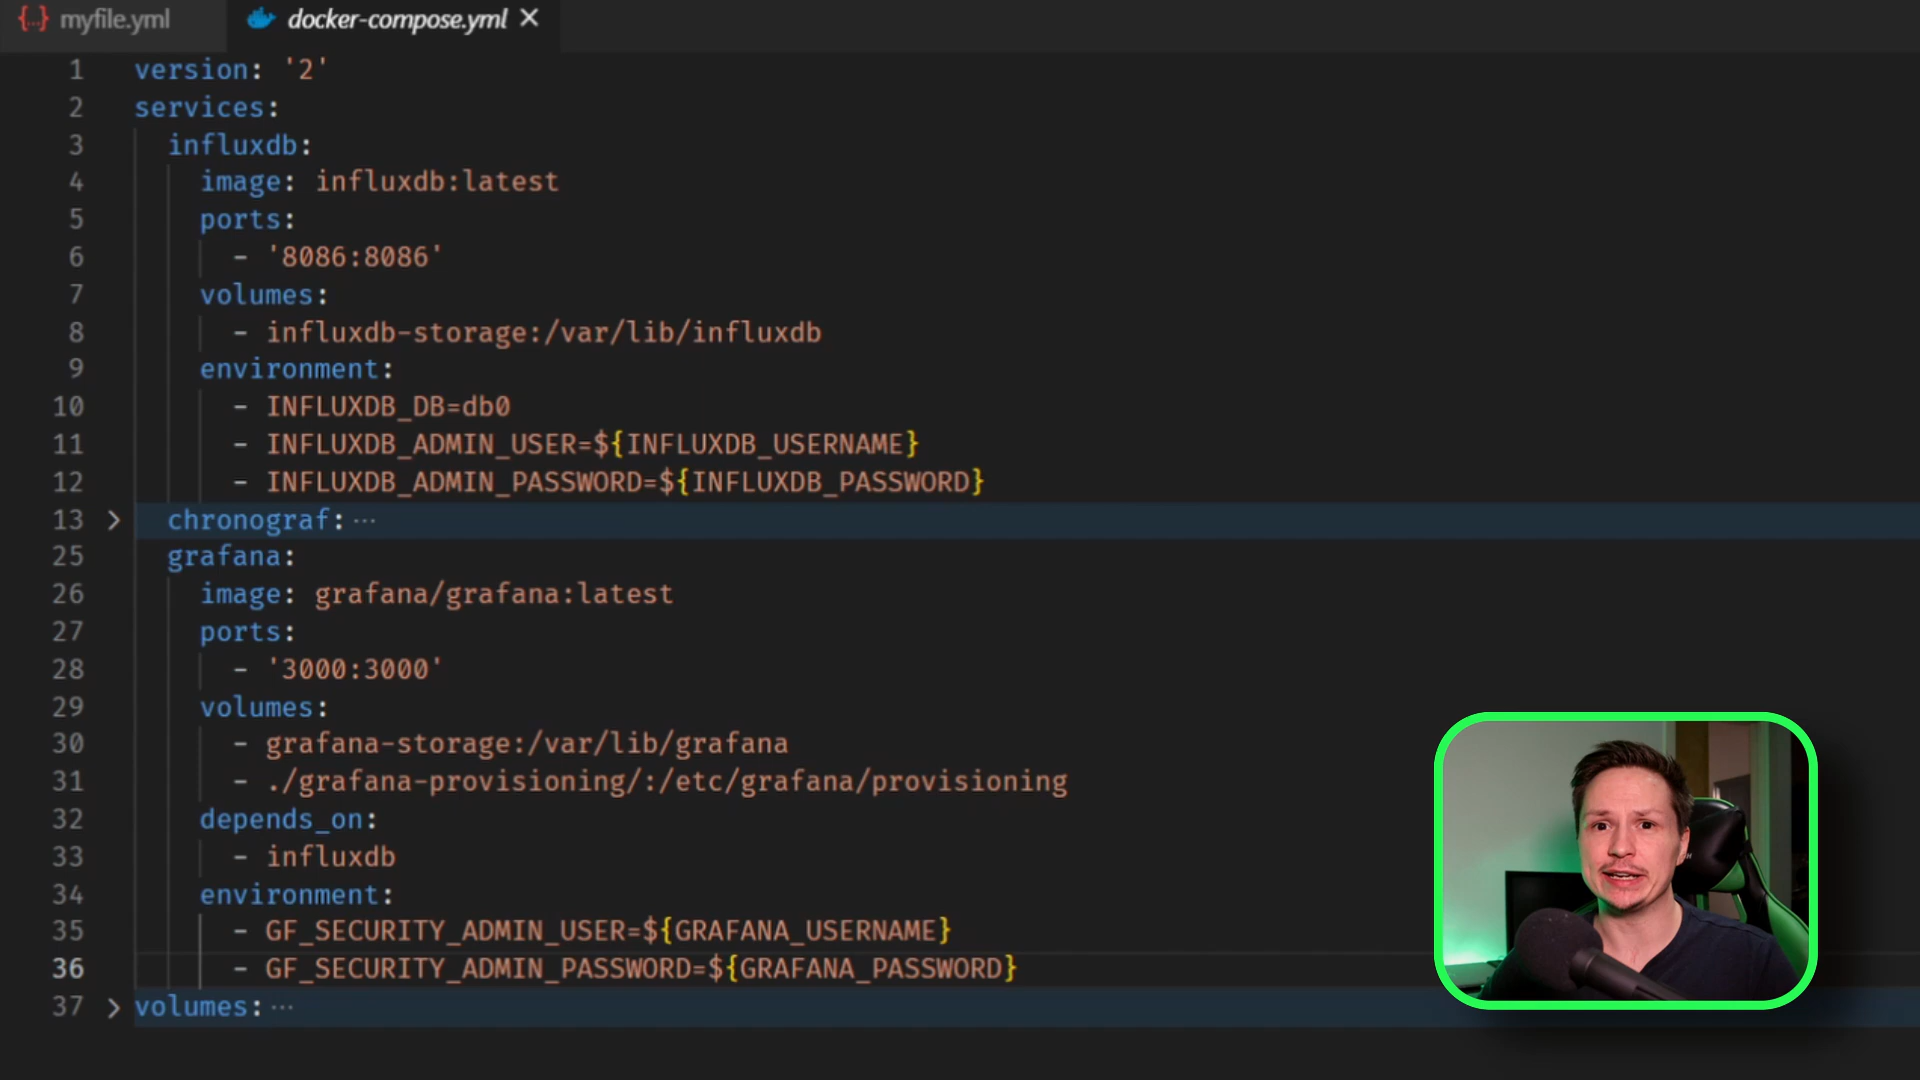 {..} myfile.yml docker-compose.yml ×
1 version: '2'
2 services:
3 influxdb:
4 image: influxdb:latest
5 ports:
6 - '8086:8086'
7 volumes:
8 - influxdb-storage:/var/lib/influxdb
9 environment:
10 - INFLUXDB_DB=db0
11 - INFLUXDB_ADMIN_USER=${INFLUXDB_USERNAME}
12 - INFLUXDB_ADMIN_PASSWORD=${INFLUXDB_PASSWORD}
13 > chronograf: ···
25 grafana:
26 image: grafana/grafana:latest
27 ports:
28 - '3000:3000'
29 volumes:
30 - grafana-storage:/var/lib/grafana
31 - ./grafana-provisioning/:/etc/grafana/provisioning
32 depends_on:
33 - influxdb
34 environment:
35 - GF_SECURITY_ADMIN_USER=${GRAFANA_USERNAME}
36 - GF_SECURITY_ADMIN_PASSWORD=${GRAFANA_PASSWORD}
37 > volumes: ···